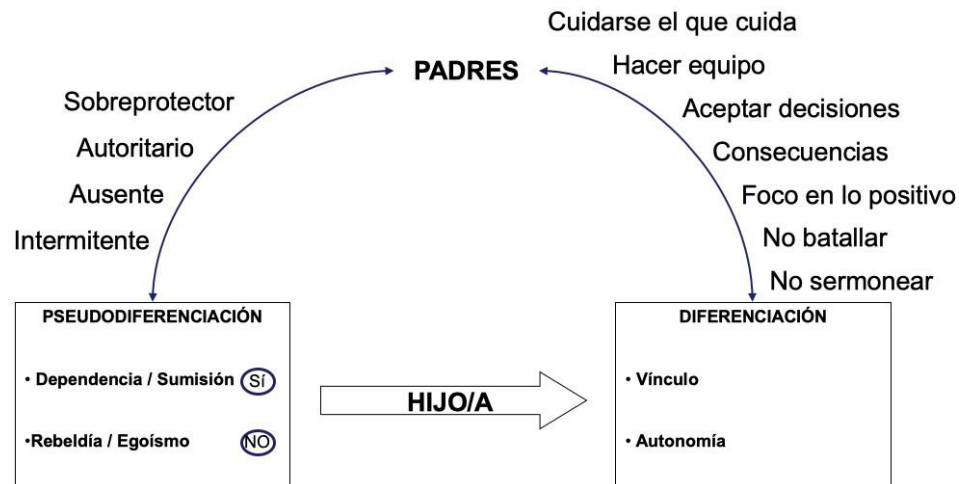 Cuidarse el que cuida
PADRES
Hacer equipo
Sobreprotector
Aceptar decisiones
Autoritario
Consecuencias
Ausente
Foco en lo positivo
Intermitente
No batallar
No sermonear
PSEUDODIFERENCIACIÓN
• Dependencia / Sumisión Sí
•Rebeldía / Egoísmo NO
HIJO/A
DIFERENCIACIÓN
• Vínculo
• Autonomía